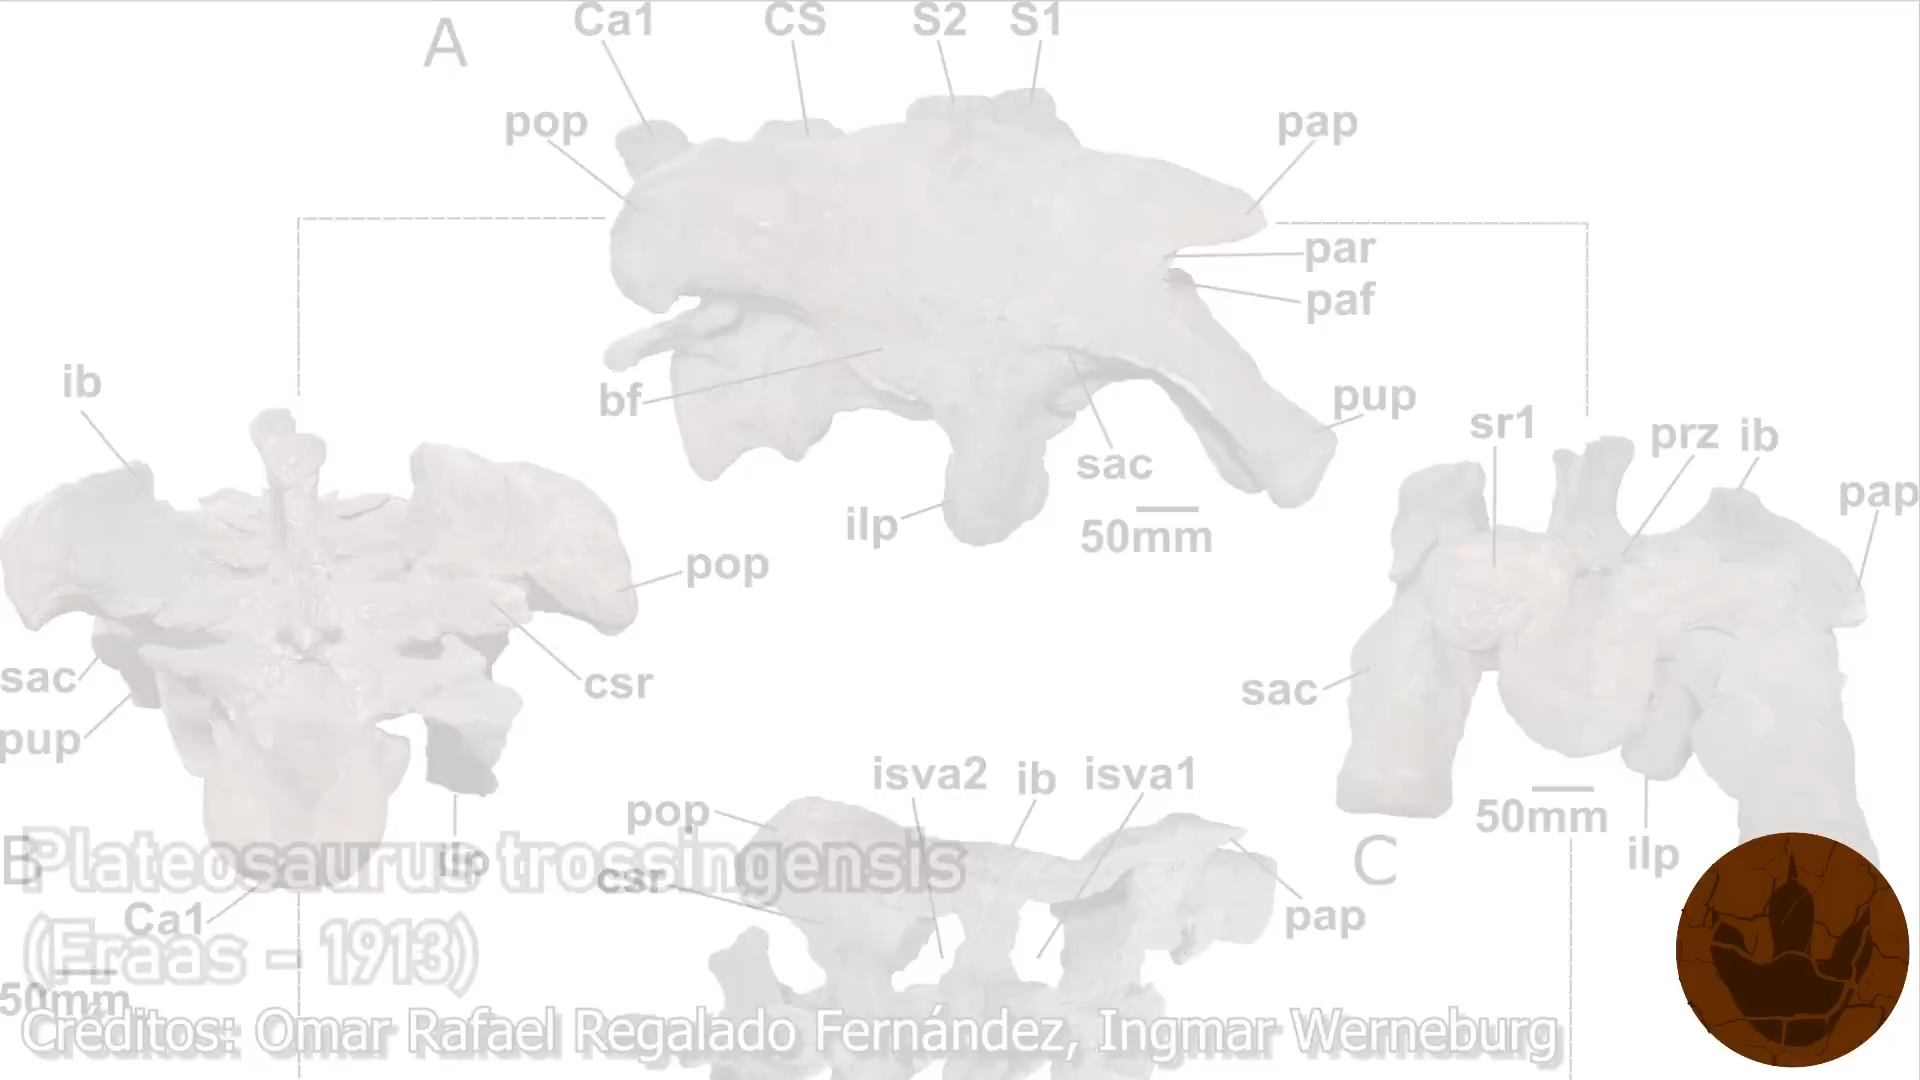 A
Ca1
CS
S2
S1
pop
pap
par
paf
bf
pup
sac
ilp
50mm
ib
pop
csr
sac
pup
ilp
B
Ca1
50mm
sr1
prz
ib
pap
sac
50mm
ilp
C
isva2
ib
isva1
pop
csr
pap
Plateosaurus trossingensis
(Fraas – 1913)
Créditos: Omar Rafael Regalado Fernández, Ingmar Werneburg